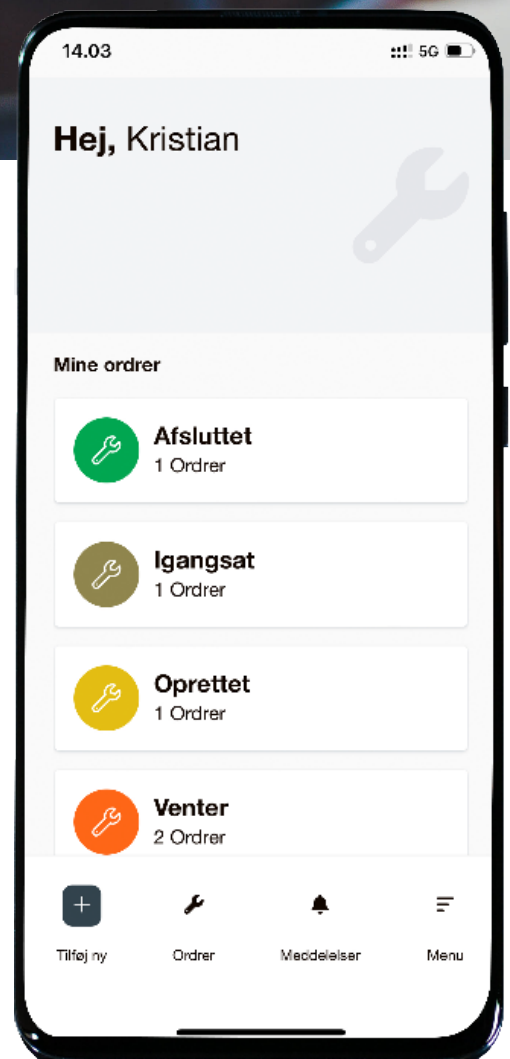 14.03
5G
Hej, Kristian
Mine ordrer
Afsluttet
1 Ordrer
Igangsat
1 Ordrer
Oprettet
1 Ordrer
Venter
2 Ordrer
Tilføj ny
Ordrer
Meddelelser
Menu